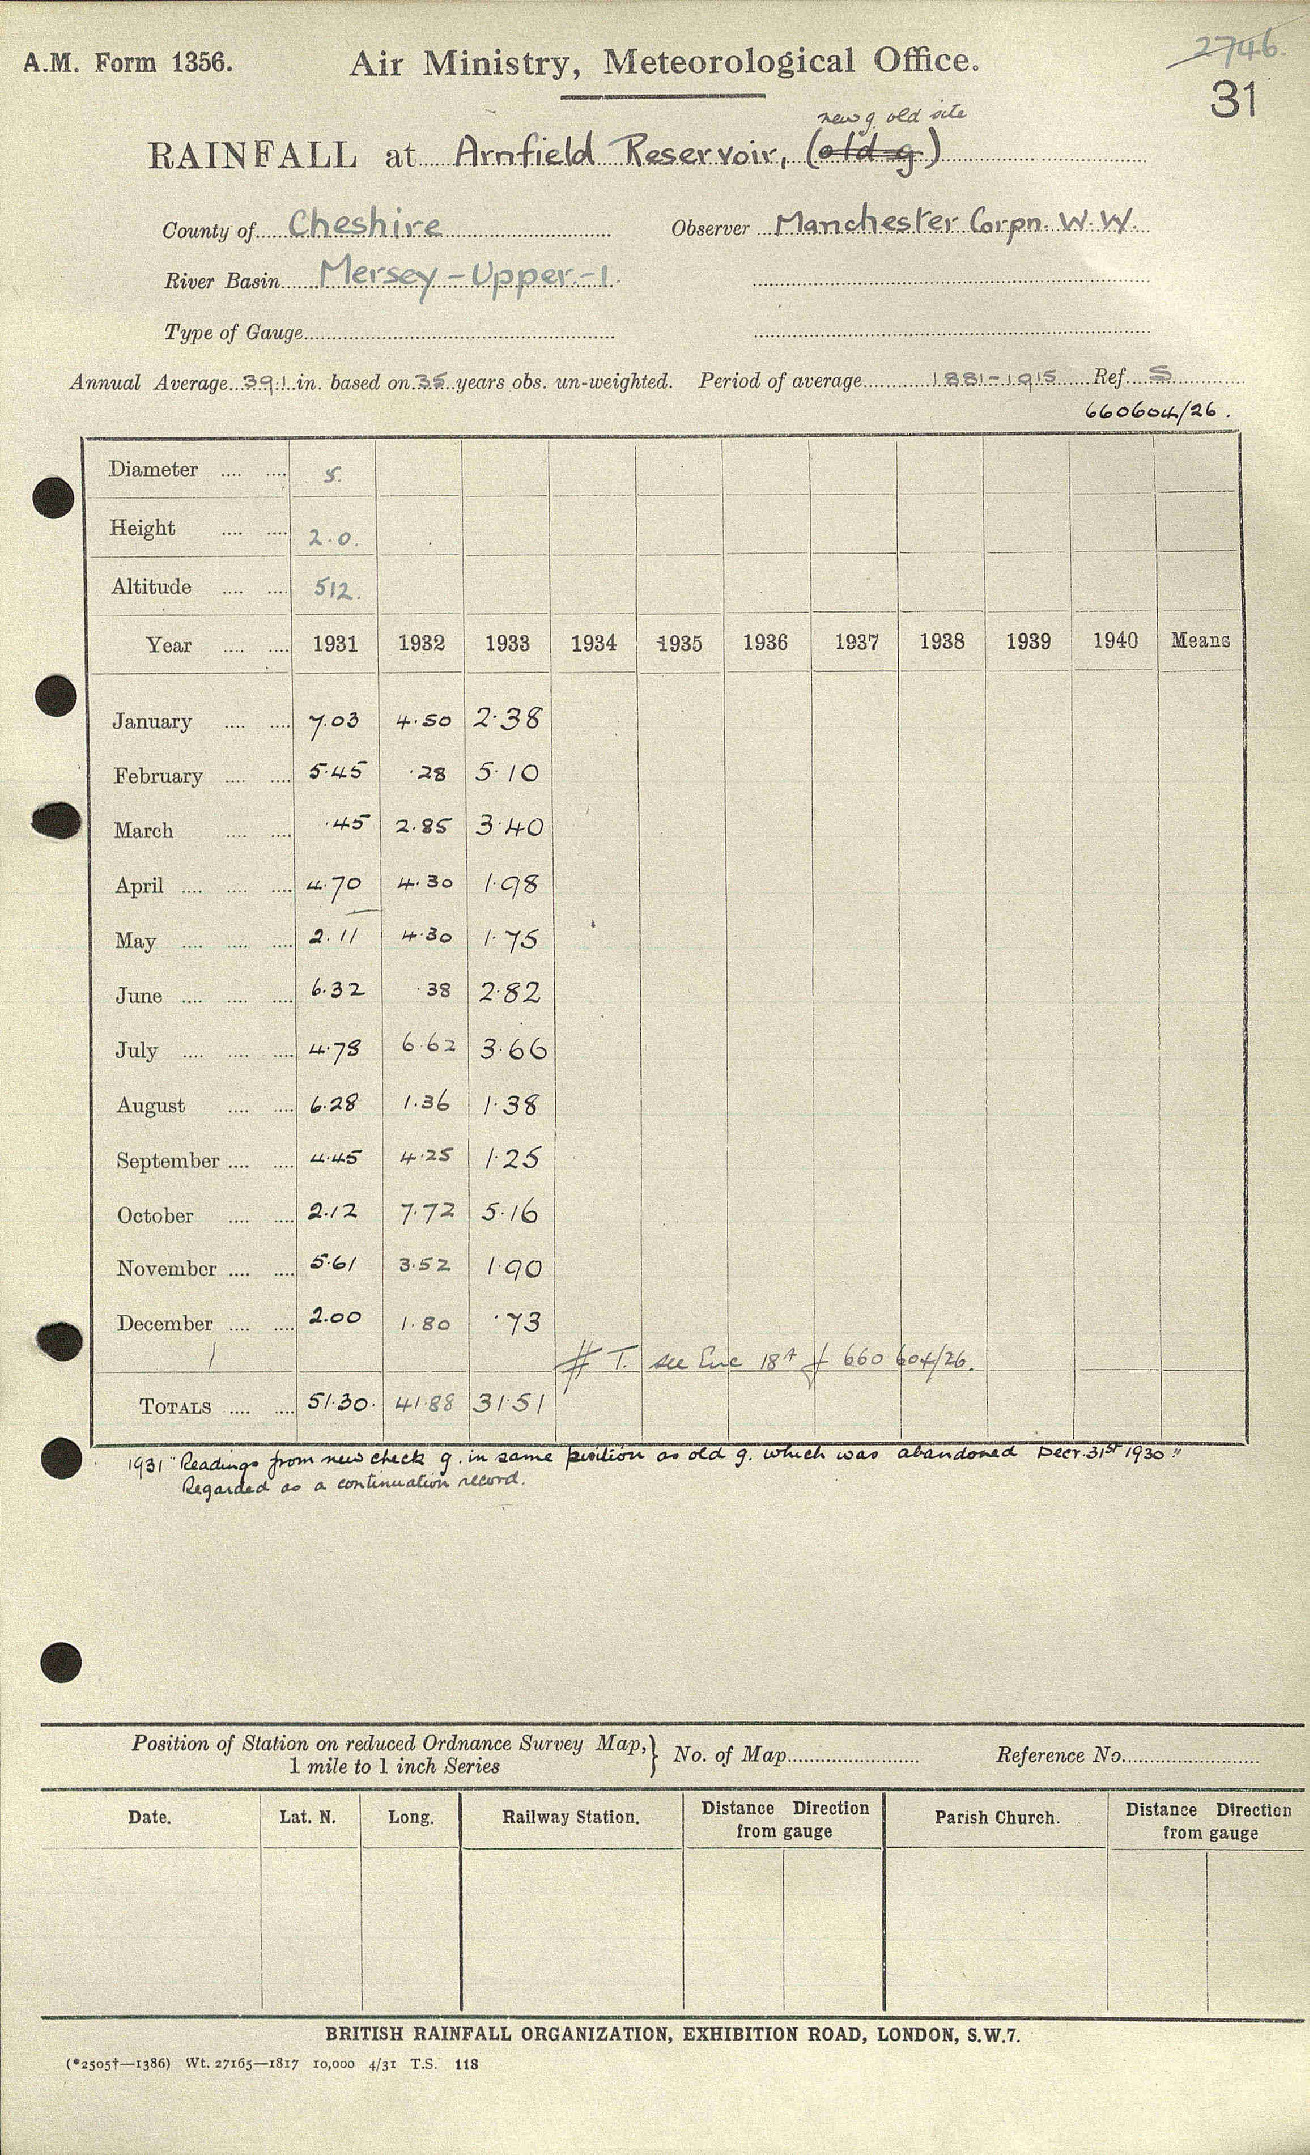 2746.
A.M. Form 1356. Air Ministry, Meteorological Office.
31
new g. old site
RAINFALL at Arnfield Reservoir, (old g)
County of Cheshire Observer Manchester Corpn. W.W.
River Basin Mersey - Upper - 1
Type of Gauge
Annual Average 39.1 in. based on 35 years obs. un-weighted. Period of average 1881-1915 Ref. S
660604/26.
Diameter .... .... 5.
Height .... .... 2.0.
Altitude .... .... 512.
Year .... .... 1931 1932 1933 1934 1935 1936 1937 1938 1939 1940 Means
January .... .... 7.03 4.50 2.38
February .... .... 5.45 .28 5.10
March .... .... .45 2.85 3.40
April .... .... .... 4.70 4.30 1.98
May .... .... .... 2.11 4.30 1.75
June .... .... .... 6.32 .38 2.82
July .... .... .... 4.78 6.62 3.66
August .... .... 6.28 1.36 1.38
September .... .... 4.45 4.25 1.25
October .... .... 2.12 7.72 5.16
November .... .... 5.61 3.52 1.90
December .... .... 2.00 1.80 .73
# T. see Enc 18A of 660 604/26.
TOTALS .... .... 51.30. 41.88 31.51
1931 "Readings from new check g. in same position as old g. which was abandoned Decr. 31st 1930"
Regarded as a continuation record.
Position of Station on reduced Ordnance Survey Map, } No. of Map Reference No.
1 mile to 1 inch Series
Date. Lat. N. Long. Railway Station. Distance Direction from gauge Parish Church. Distance Direction from gauge
BRITISH RAINFALL ORGANIZATION, EXHIBITION ROAD, LONDON, S.W.7.
(*2505†—1386) Wt. 27165—1817 10,000 4/31 T.S. 118